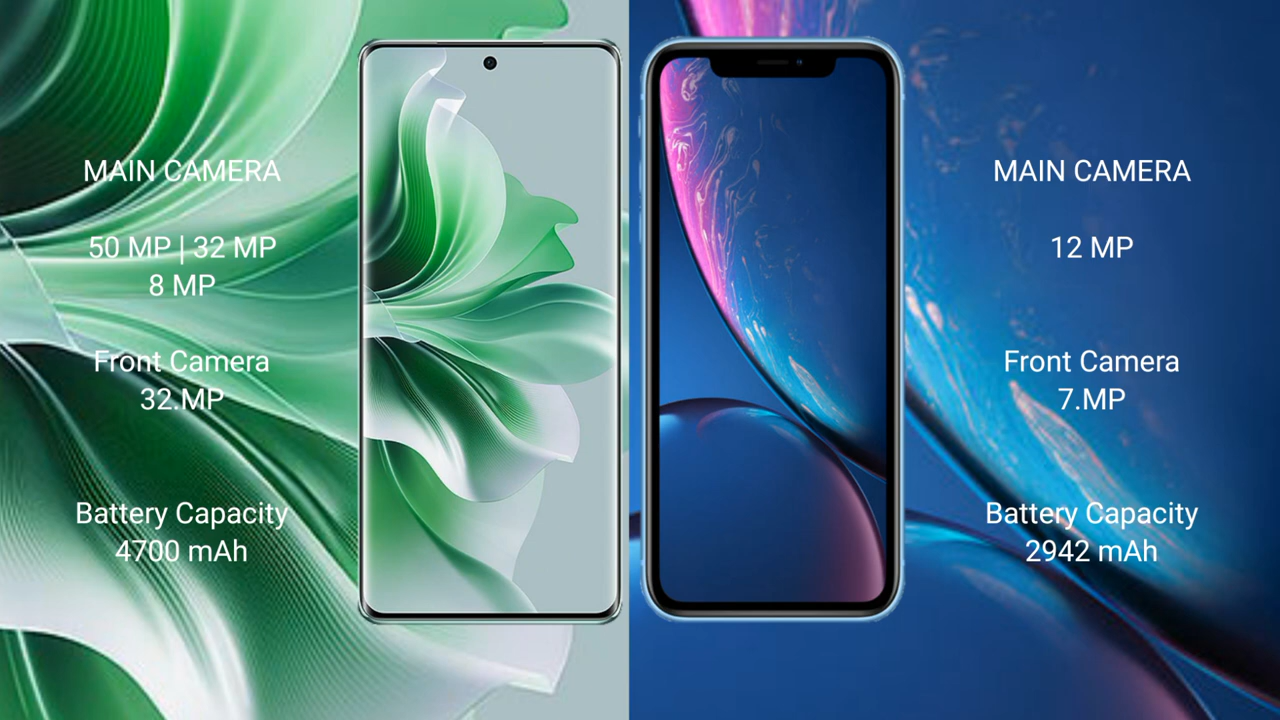 MAIN CAMERA
50 MP | 32 MP
8 MP
Front Camera
32.MP
Battery Capacity
4700 mAh
MAIN CAMERA
12 MP
Front Camera
7.MP
Battery Capacity
2942 mAh